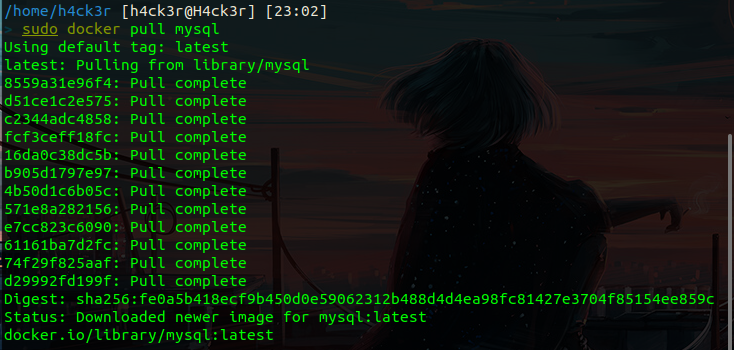 /home/h4ck3r [h4ck3r@H4ck3r] [23:02]
> sudo docker pull mysql
Using default tag: latest
latest: Pulling from library/mysql
8559a31e96f4: Pull complete
d51ce1c2e575: Pull complete
c2344adc4858: Pull complete
fcf3ceff18fc: Pull complete
16da0c38dc5b: Pull complete
b905d1797e97: Pull complete
4b50d1c6b05c: Pull complete
571e8a282156: Pull complete
e7cc823c6090: Pull complete
61161ba7d2fc: Pull complete
74f29f825aaf: Pull complete
d29992fd199f: Pull complete
Digest: sha256:fe0a5b418ecf9b450d0e59062312b488d4d4ea98fc81427e3704f85154ee859c
Status: Downloaded newer image for mysql:latest
docker.io/library/mysql:latest